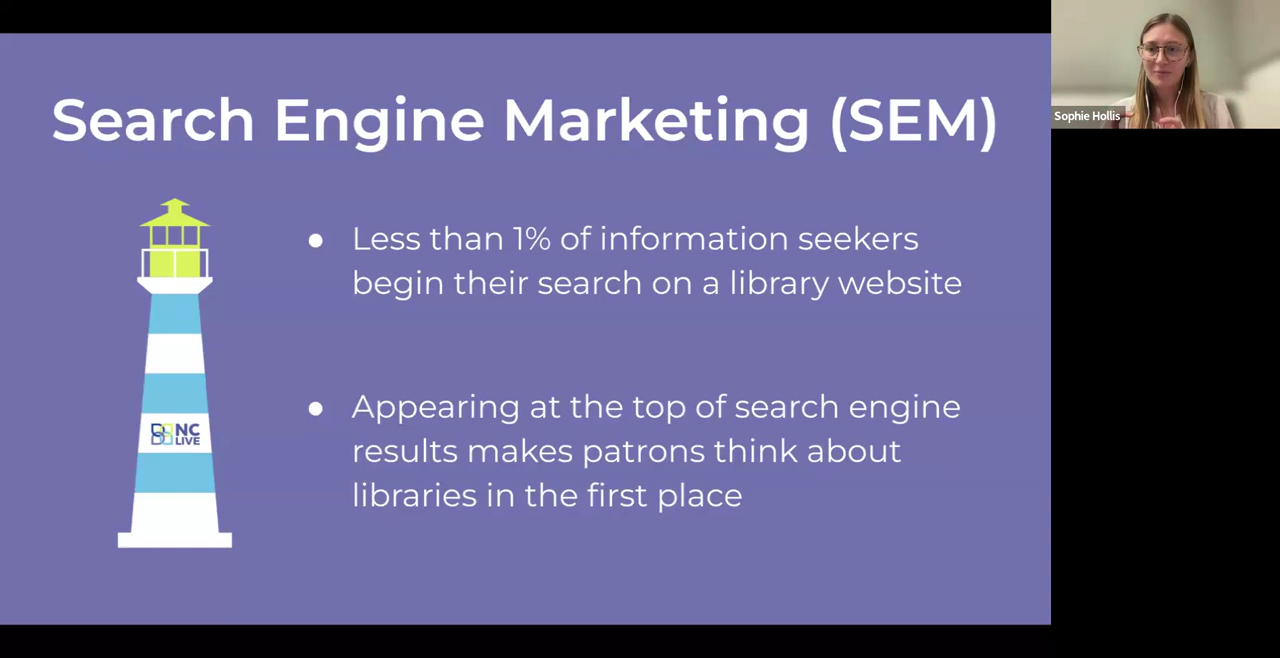 Search Engine Marketing (SEM)
● Less than 1% of information seekers
begin their search on a library website
● Appearing at the top of search engine
results makes patrons think about
libraries in the first place
NC
LIVE
Sophie Hollis